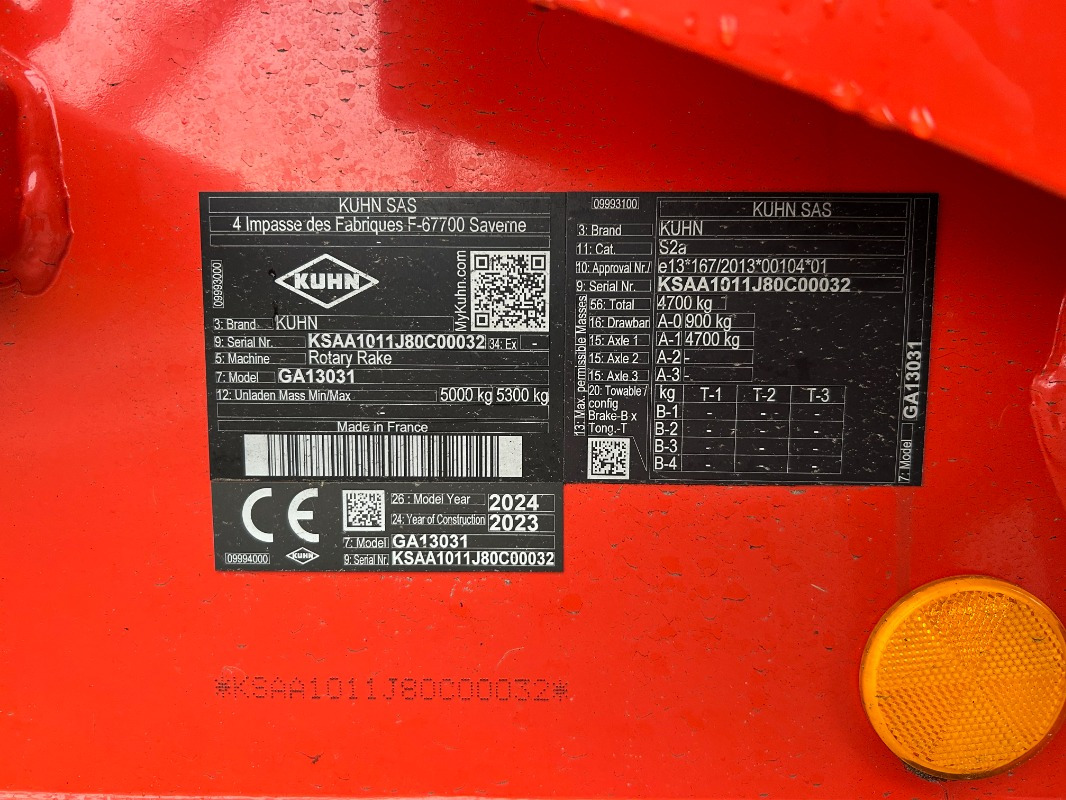 KUHN SAS
4 Impasse des Fabriques F-67700 Saverne
09993000
KUHN
MyKuhn.com
3: Brand KUHN
9: Serial Nr. KSAA1011J80C00032 34: Ex -
5: Machine Rotary Rake
7: Model GA13031
12: Unladen Mass Min/Max 5000 kg 5300 kg
Made in France
09993100
KUHN SAS
3: Brand KUHN
11: Cat. S2a
10: Approval Nr./ e13*167/2013*00104*01
9: Serial Nr. KSAA1011J80C00032
13: Max. permissible Masses
56: Total 4700 kg
16: Drawbar A-0 900 kg
15: Axle 1 A-1 4700 kg
15: Axle 2 A-2 -
15: Axle 3 A-3 -
20: Towable / kg T-1 T-2 T-3
config B-1 - - -
Brake-B x B-2 - - -
Tong.-T B-3 - - -
B-4 - - -
7: Model GA13031
CE
26 : Model Year 2024
24: Year of Construction 2023
7: Model GA13031
09994000
KUHN
9: Serial Nr. KSAA1011J80C00032
*KSAA1011J80C00032*